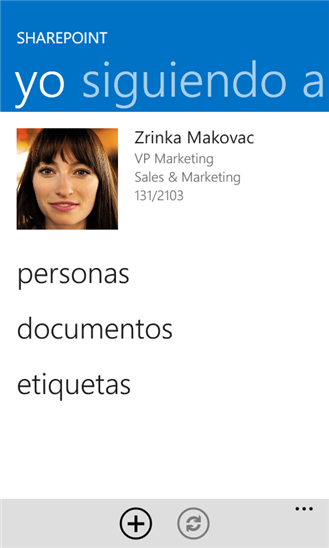 SHAREPOINT
yo siguiendo a
Zrinka Makovac
VP Marketing
Sales & Marketing
131/2103
personas
documentos
etiquetas